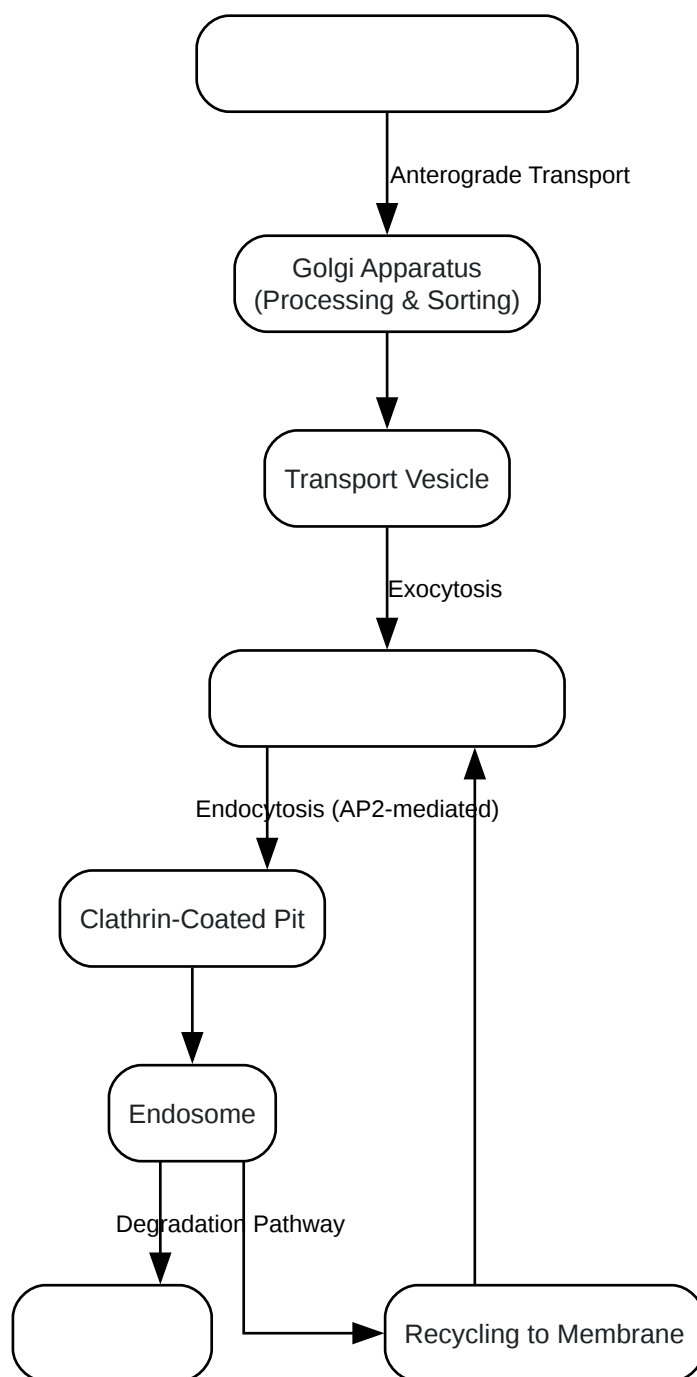 Anterograde Transport
Golgi Apparatus
(Processing & Sorting)
Transport Vesicle
Exocytosis
Endocytosis (AP2-mediated)
Clathrin-Coated Pit
Endosome
Degradation Pathway
Recycling to Membrane